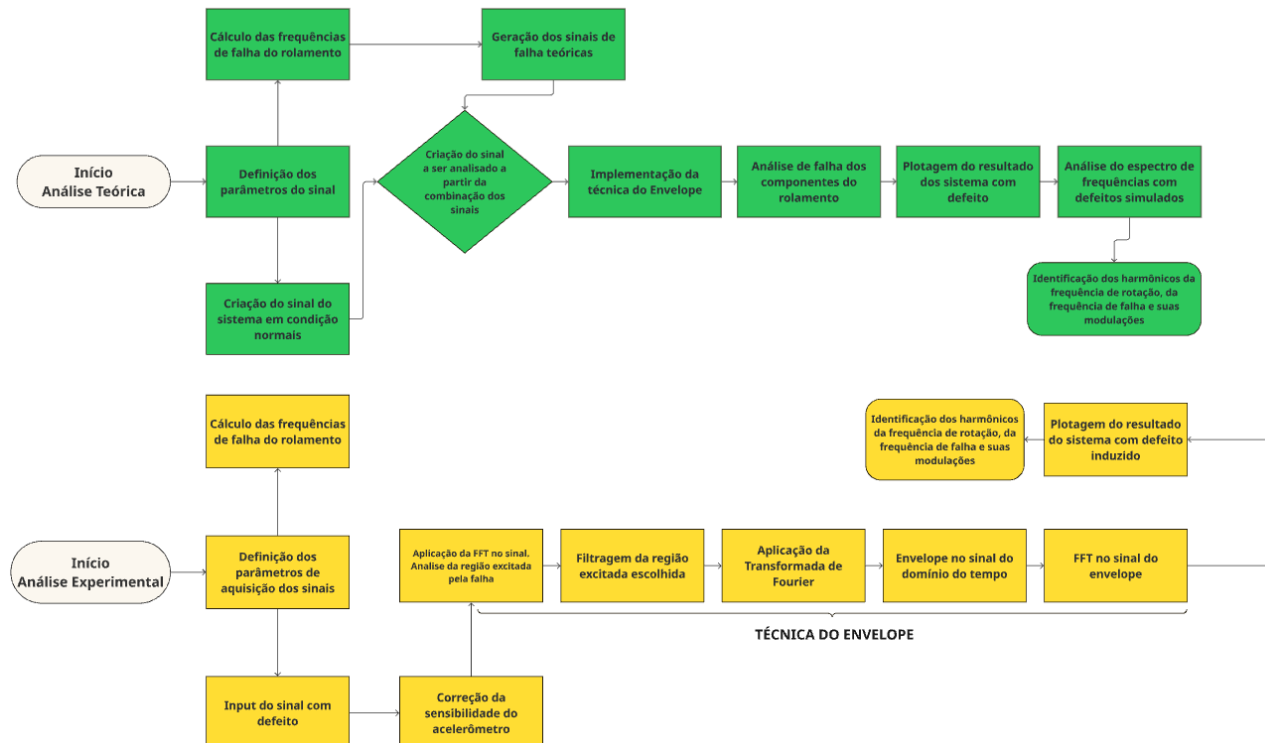 Cálculo das frequências
de falha do rolamento
Geração dos sinais de
falha teóricas
Início
Análise Teórica
Definição dos
parâmetros do sinal
Criação do sinal
a ser analisado a
partir da
combinação dos
sinais
Implementação da
técnica do Envelope
Análise de falha dos
componentes do
rolamento
Plotagem do resultado
dos sistema com
defeito
Análise do espectro de
frequências com
defeitos simulados
Criação do sinal do
sistema em condição
normais
Identificação dos harmônicos da
frequência de rotação, da
frequência de falha e suas
modulações
Cálculo das frequências
de falha do rolamento
Identificação dos harmônicos
da frequência de rotação, da
frequência de falha e suas
modulações
Plotagem do resultado
do sistema com defeito
induzido
Início
Análise Experimental
Definição dos
parâmetros de
aquisição dos sinais
Aplicação da FFT no sinal.
Analise da região excitada
pela falha
Filtragem da região
excitada escolhida
Aplicação da
Transformada de
Fourier
Envelope no sinal do
domínio do tempo
FFT no sinal do
envelope
TÉCNICA DO ENVELOPE
Input do sinal com
defeito
Correção da
sensibilidade do
acelerômetro